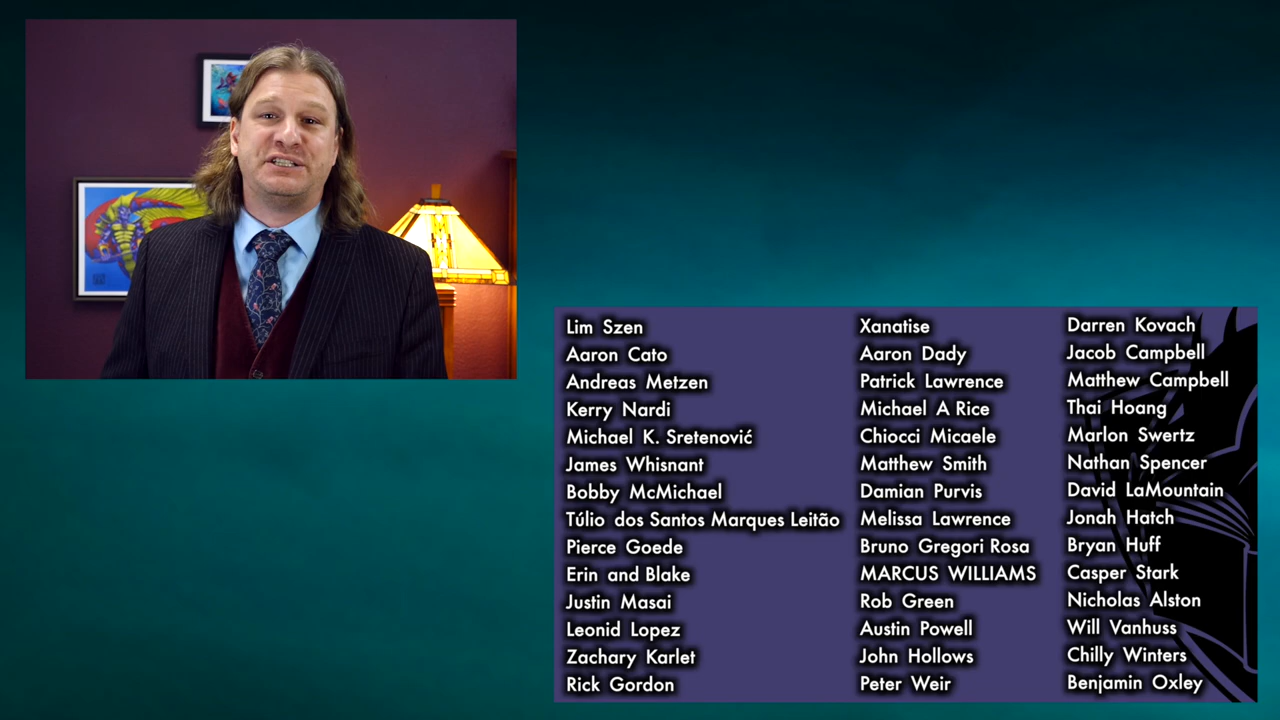 Lim Szen
Aaron Cato
Andreas Metzen
Kerry Nardi
Michael K. Sretenović
James Whisnant
Bobby McMichael
Túlio dos Santos Marques Leitão
Pierce Goede
Erin and Blake
Justin Masai
Leonid Lopez
Zachary Karlet
Rick Gordon
Xanatise
Aaron Dady
Patrick Lawrence
Michael A Rice
Chiocci Micaele
Matthew Smith
Damian Purvis
Melissa Lawrence
Bruno Gregori Rosa
MARCUS WILLIAMS
Rob Green
Austin Powell
John Hollows
Peter Weir
Darren Kovach
Jacob Campbell
Matthew Campbell
Thai Hoang
Marlon Swertz
Nathan Spencer
David LaMountain
Jonah Hatch
Bryan Huff
Casper Stark
Nicholas Alston
Will Vanhuss
Chilly Winters
Benjamin Oxley